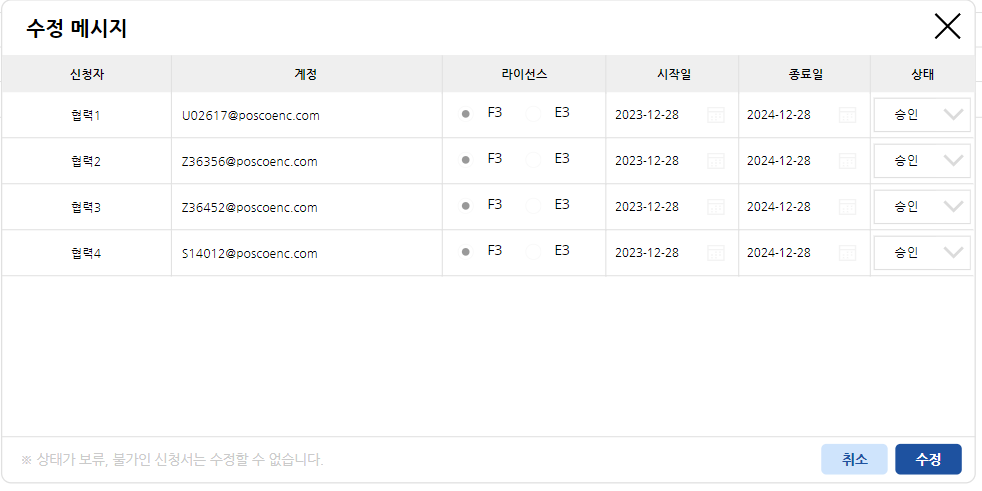 수정 메시지
신청자 계정 라이선스 시작일 종료일 상태
협력1 U02617@poscoenc.com F3 E3 2023-12-28 2024-12-28 승인
협력2 Z36356@poscoenc.com F3 E3 2023-12-28 2024-12-28 승인
협력3 Z36452@poscoenc.com F3 E3 2023-12-28 2024-12-28 승인
협력4 S14012@poscoenc.com F3 E3 2023-12-28 2024-12-28 승인
※ 상태가 보류, 불가인 신청서는 수정할 수 없습니다. 취소 수정